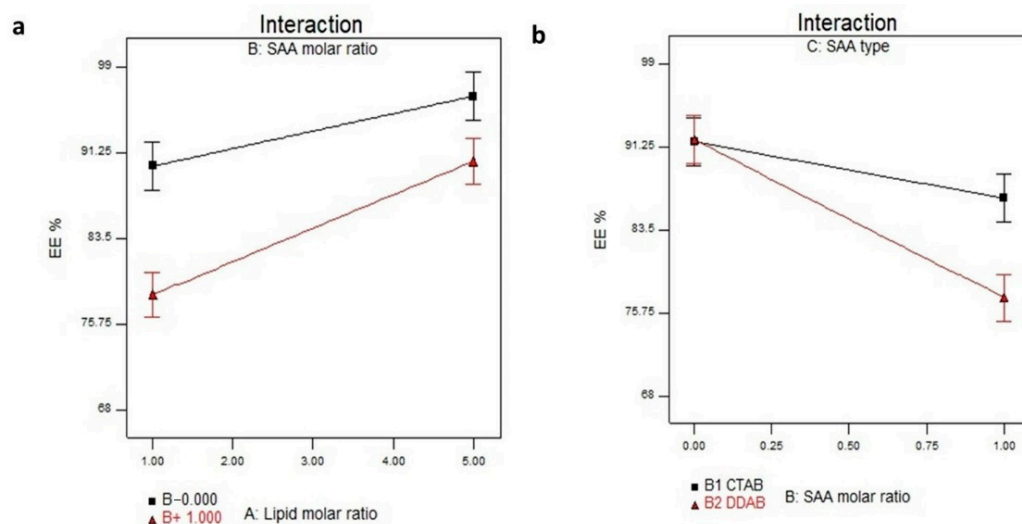 a
Interaction
B: SAA molar ratio
99
91.25
83.5
75.75
68
EE %
1.00 2.00 3.00 4.00 5.00
B−0.000
B+ 1.000
A: Lipid molar ratio
b
Interaction
C: SAA type
99
91.25
83.5
75.75
68
EE %
0.00 0.25 0.50 0.75 1.00
B1 CTAB
B2 DDAB
B: SAA molar ratio